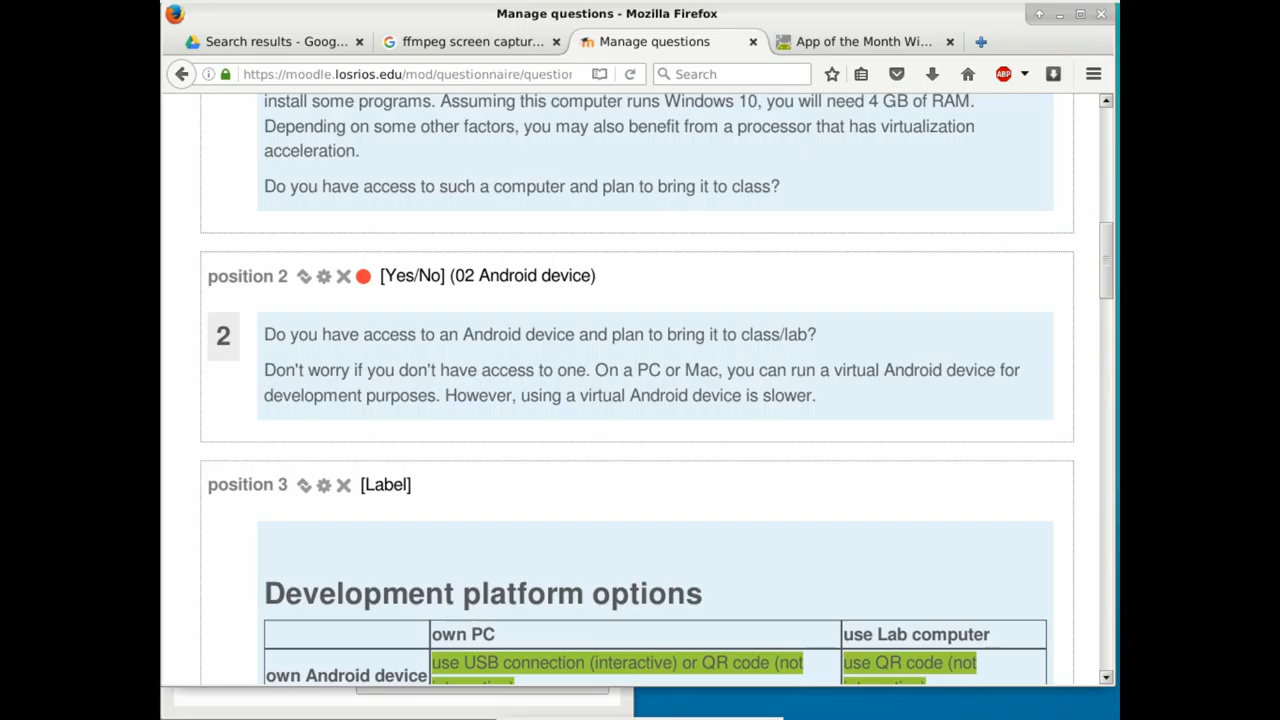 Manage questions - Mozilla Firefox
Search results - Goog...
ffmpeg screen captur...
Manage questions
App of the Month Wi...
https://moodle.losrios.edu/mod/questionnaire/question
Search
ABP
install some programs. Assuming this computer runs Windows 10, you will need 4 GB of RAM.
Depending on some other factors, you may also benefit from a processor that has virtualization
acceleration.
Do you have access to such a computer and plan to bring it to class?
position 2 [Yes/No] (02 Android device)
2
Do you have access to an Android device and plan to bring it to class/lab?
Don't worry if you don't have access to one. On a PC or Mac, you can run a virtual Android device for
development purposes. However, using a virtual Android device is slower.
position 3 [Label]
Development platform options
own PC
use Lab computer
own Android device
use USB connection (interactive) or QR code (not
use QR code (not